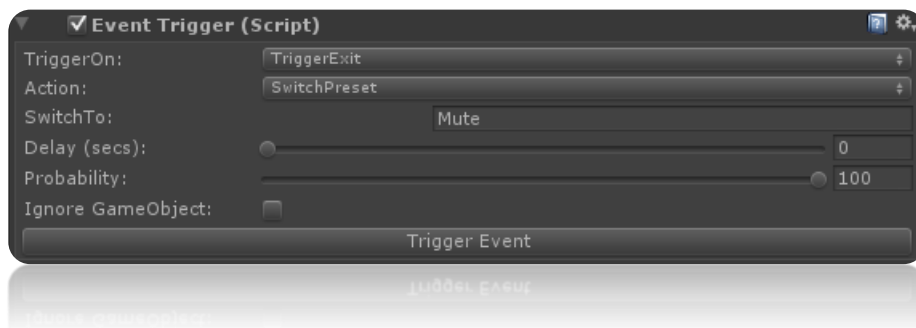 Event Trigger (Script)
TriggerOn: TriggerExit
Action: SwitchPreset
SwitchTo: Mute
Delay (secs): 0
Probability: 100
Ignore GameObject:
Trigger Event